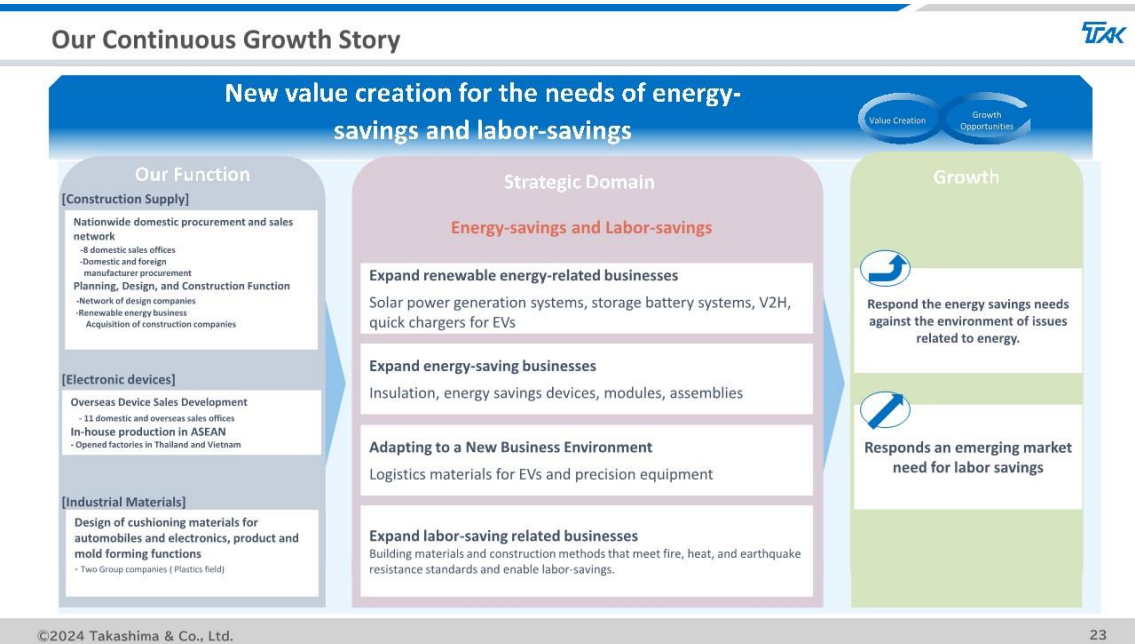 Our Continuous Growth Story
TAK
New value creation for the needs of energy-
savings and labor-savings
Value Creation
Growth
Opportunities
Our Function
[Construction Supply]
Nationwide domestic procurement and sales
network
-8 domestic sales offices
-Domestic and foreign
manufacturer procurement
Planning, Design, and Construction Function
-Network of design companies
-Renewable energy business
Acquisition of construction companies
[Electronic devices]
Overseas Device Sales Development
- 11 domestic and overseas sales offices
In-house production in ASEAN
- Opened factories in Thailand and Vietnam
[Industrial Materials]
Design of cushioning materials for
automobiles and electronics, product and
mold forming functions
- Two Group companies ( Plastics field)
Strategic Domain
Energy-savings and Labor-savings
Expand renewable energy-related businesses
Solar power generation systems, storage battery systems, V2H,
quick chargers for EVs
Expand energy-saving businesses
Insulation, energy savings devices, modules, assemblies
Adapting to a New Business Environment
Logistics materials for EVs and precision equipment
Expand labor-saving related businesses
Building materials and construction methods that meet fire, heat, and earthquake
resistance standards and enable labor-savings.
Growth
Respond the energy savings needs
against the environment of issues
related to energy.
Responds an emerging market
need for labor savings
©2024 Takashima & Co., Ltd.
23